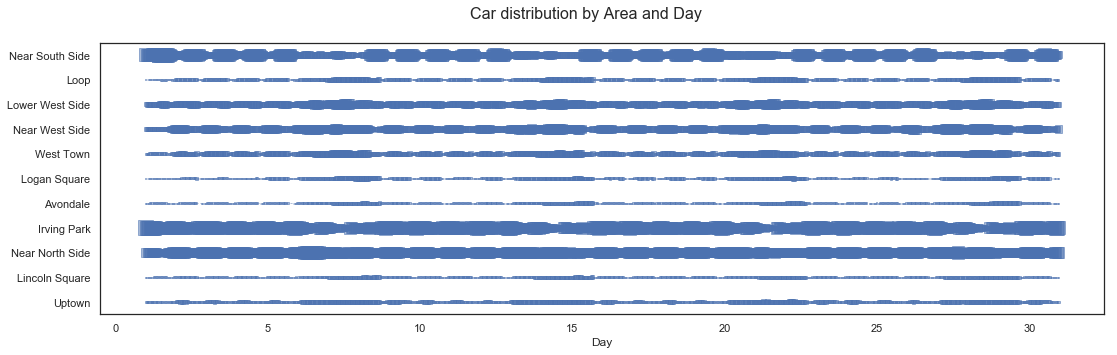 Car distribution by Area and Day
Near South Side
Loop
Lower West Side
Near West Side
West Town
Logan Square
Avondale
Irving Park
Near North Side
Lincoln Square
Uptown
0 5 10 15 20 25 30
Day